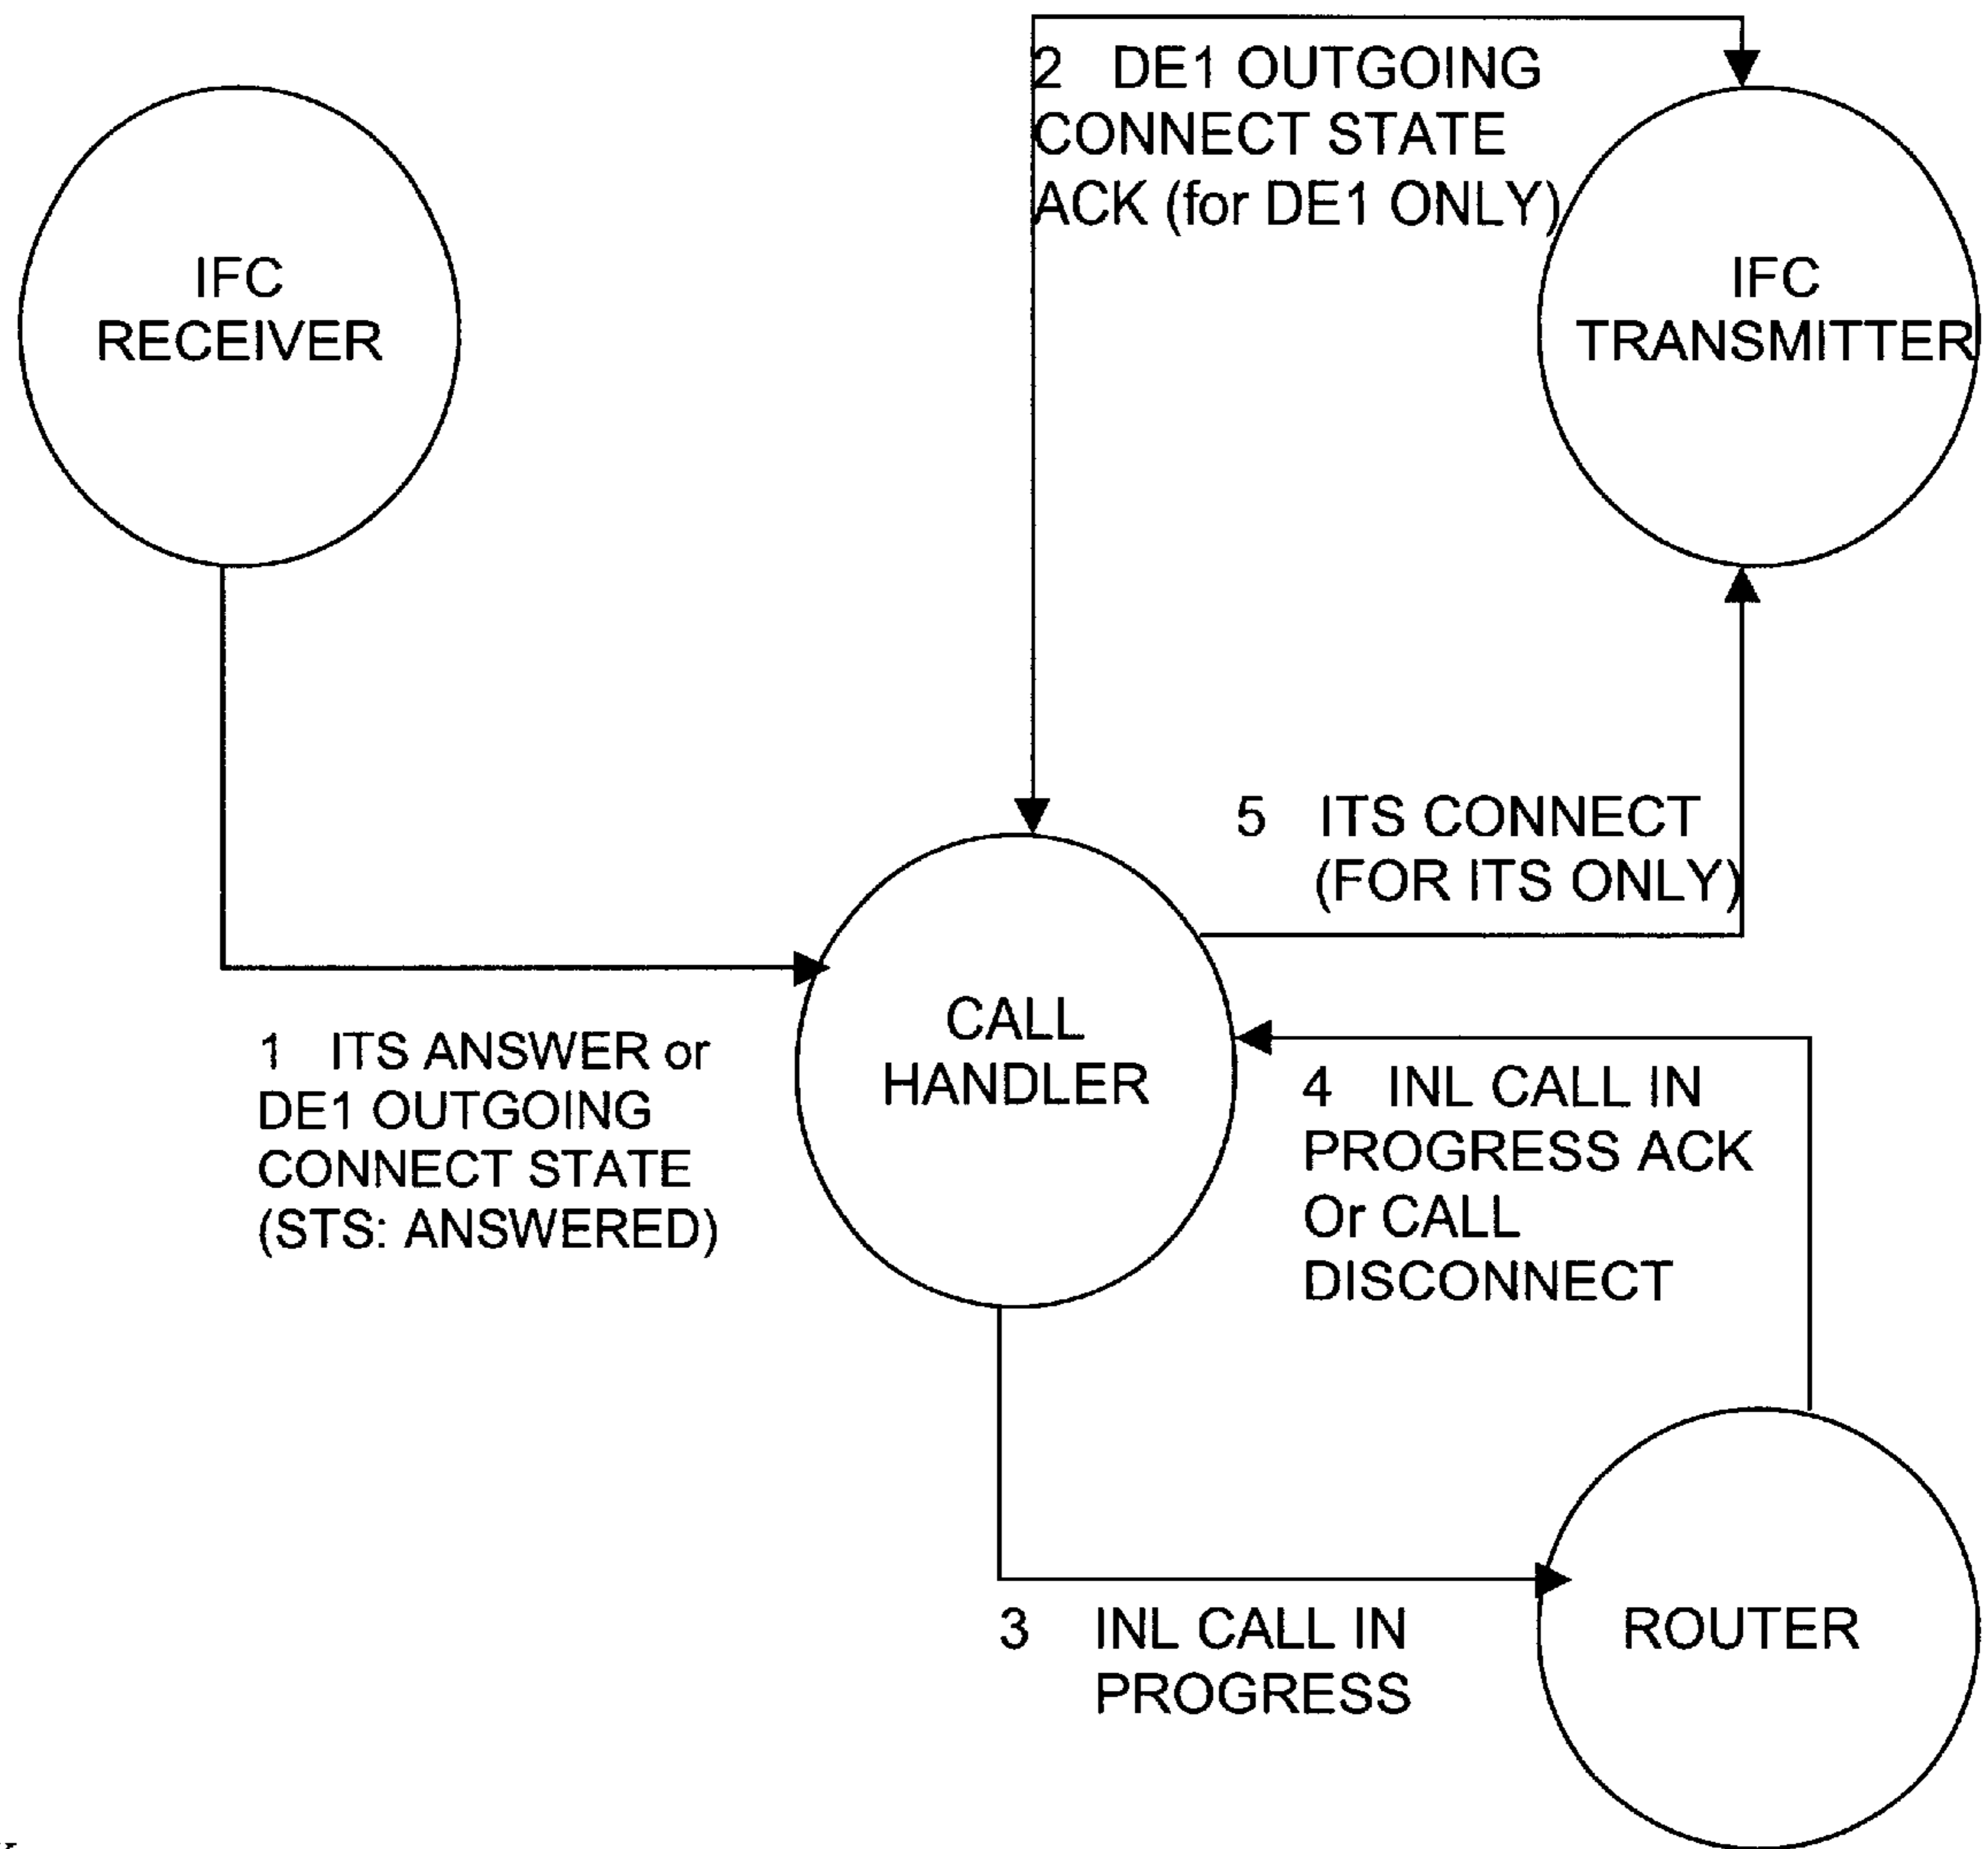 2 DE1 OUTGOING
CONNECT STATE
ACK (for DE1 ONLY)
IFC
RECEIVER
IFC
TRANSMITTER
5 ITS CONNECT
(FOR ITS ONLY)
CALL
HANDLER
1 ITS ANSWER or
DE1 OUTGOING
CONNECT STATE
(STS: ANSWERED)
4 INL CALL IN
PROGRESS ACK
Or CALL
DISCONNECT
3 INL CALL IN
PROGRESS
ROUTER